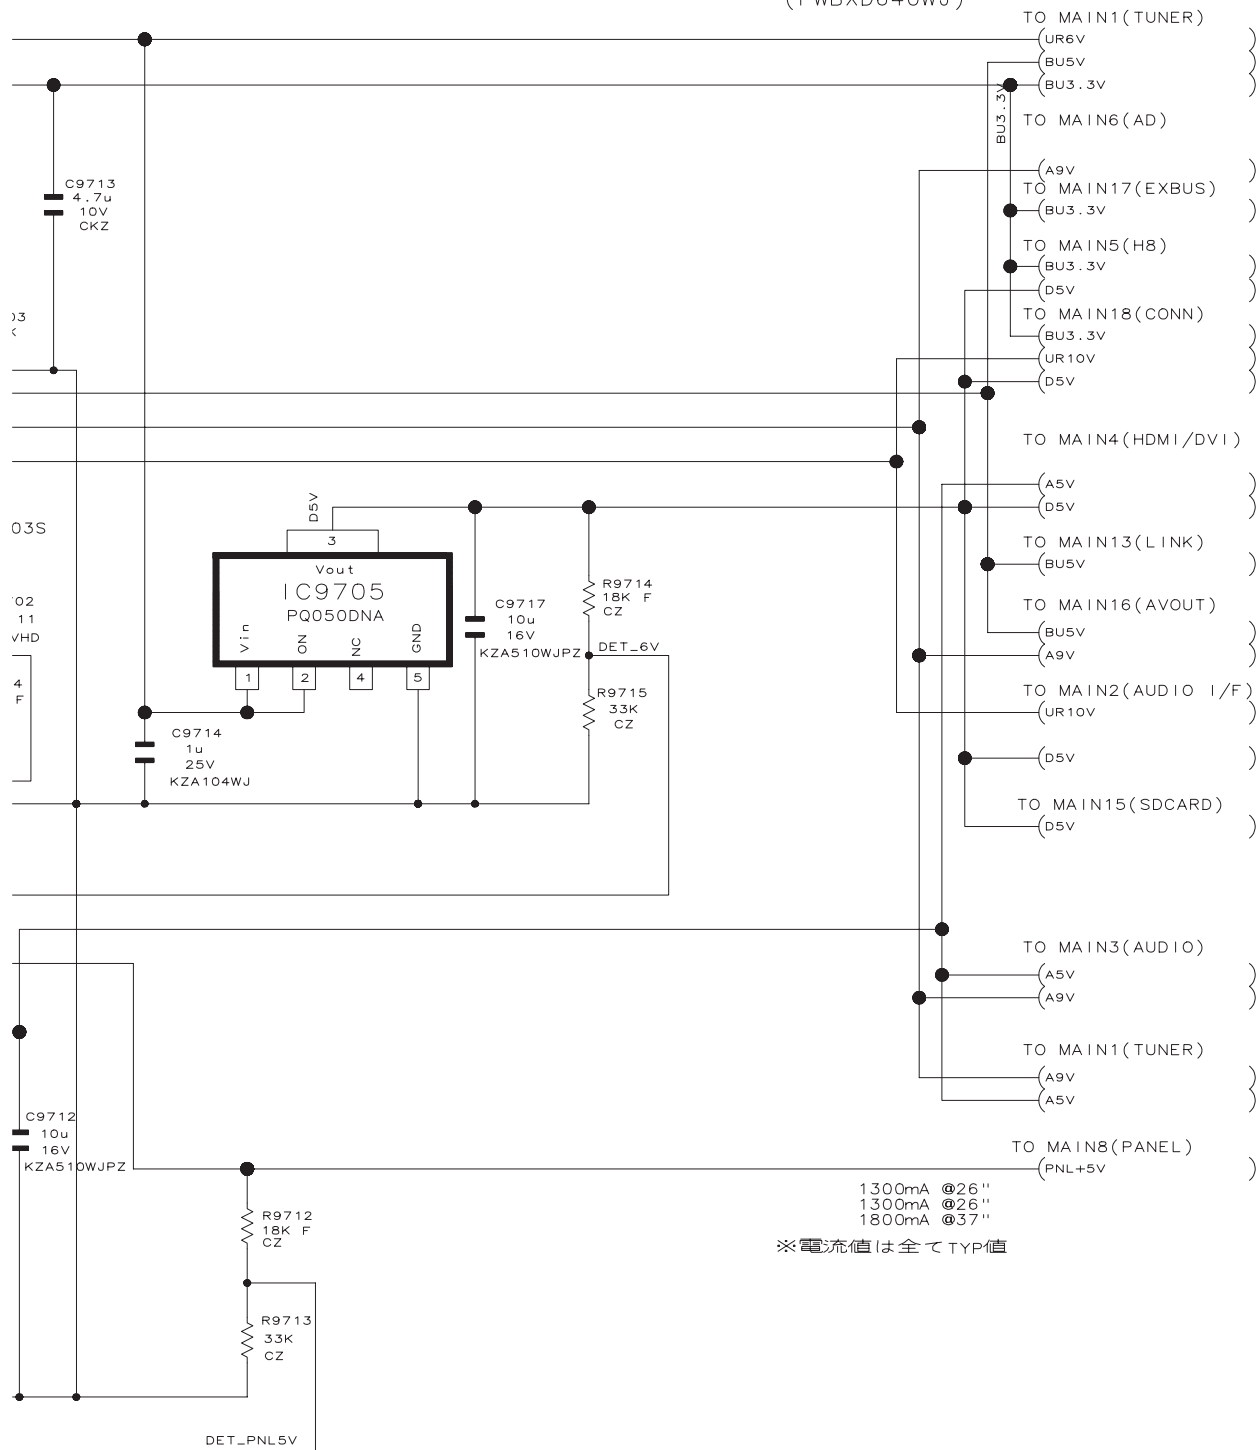 TO MAIN1(TUNER)
UR6V
BU5V
BU3.3V
BU3.3V
TO MAIN6(AD)
A9V
TO MAIN17(EXBUS)
BU3.3V
TO MAIN5(H8)
BU3.3V
D5V
TO MAIN18(CONN)
BU3.3V
UR10V
D5V
TO MAIN4(HDMI/DVI)
A5V
D5V
TO MAIN13(LINK)
BU5V
TO MAIN16(AVOUT)
BU5V
A9V
TO MAIN2(AUDIO I/F)
UR10V
D5V
TO MAIN15(SDCARD)
D5V
TO MAIN3(AUDIO)
A5V
A9V
TO MAIN1(TUNER)
A9V
A5V
TO MAIN8(PANEL)
PNL+5V
1300mA @26"
1300mA @26"
1800mA @37"
※電流値は全てTYP値
C9713
4.7u
10V
CKZ
03
03S
02
11
VHD
4
F
D5V
3
Vout
IC9705
PQ050DNA
Vin
ON
NC
GND
1
2
4
5
C9714
1u
25V
KZA104WJ
C9717
10u
16V
KZA510WJPZ
R9714
18K F
CZ
DET_6V
R9715
33K
CZ
C9712
10u
16V
KZA510WJPZ
R9712
18K F
CZ
R9713
33K
CZ
DET_PNL5V